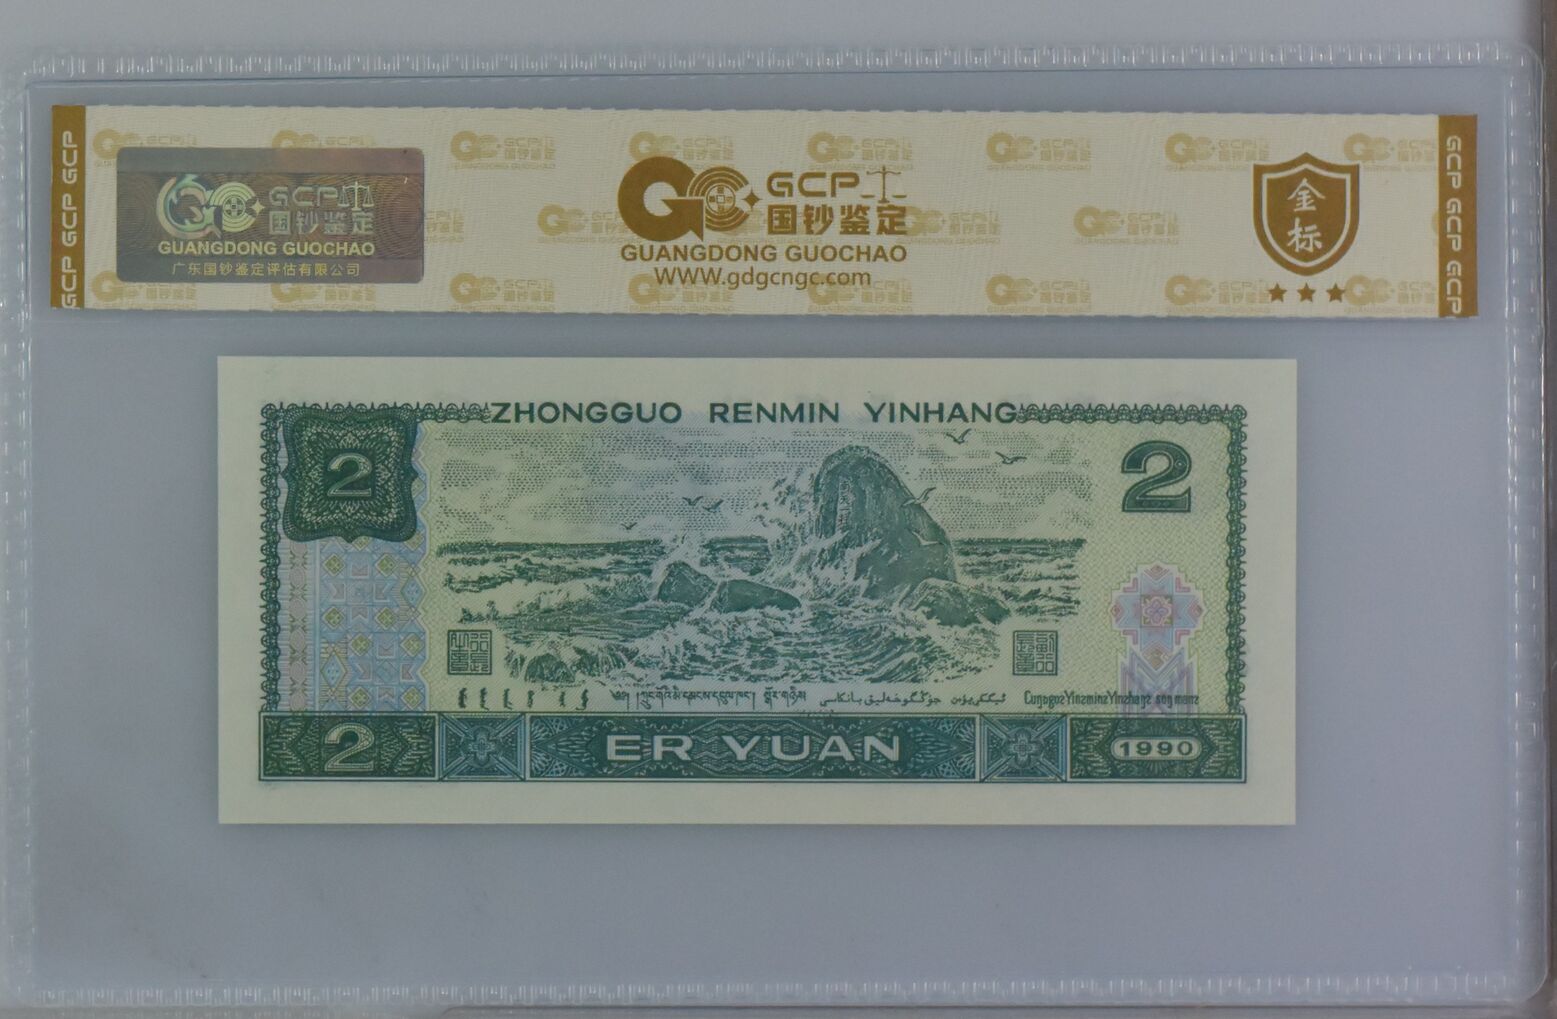 GCP GCP GCP
GCP 国钞鉴定
GUANGDONG GUOCHAO
广东国钞鉴定评估有限公司
GCP
国钞鉴定
GUANGDONG GUOCHAO
WWW.gdgcngc.com
金标
GCP GCP GCP
ZHONGGUO RENMIN YINHANG
2
2
2 ER YUAN 1990